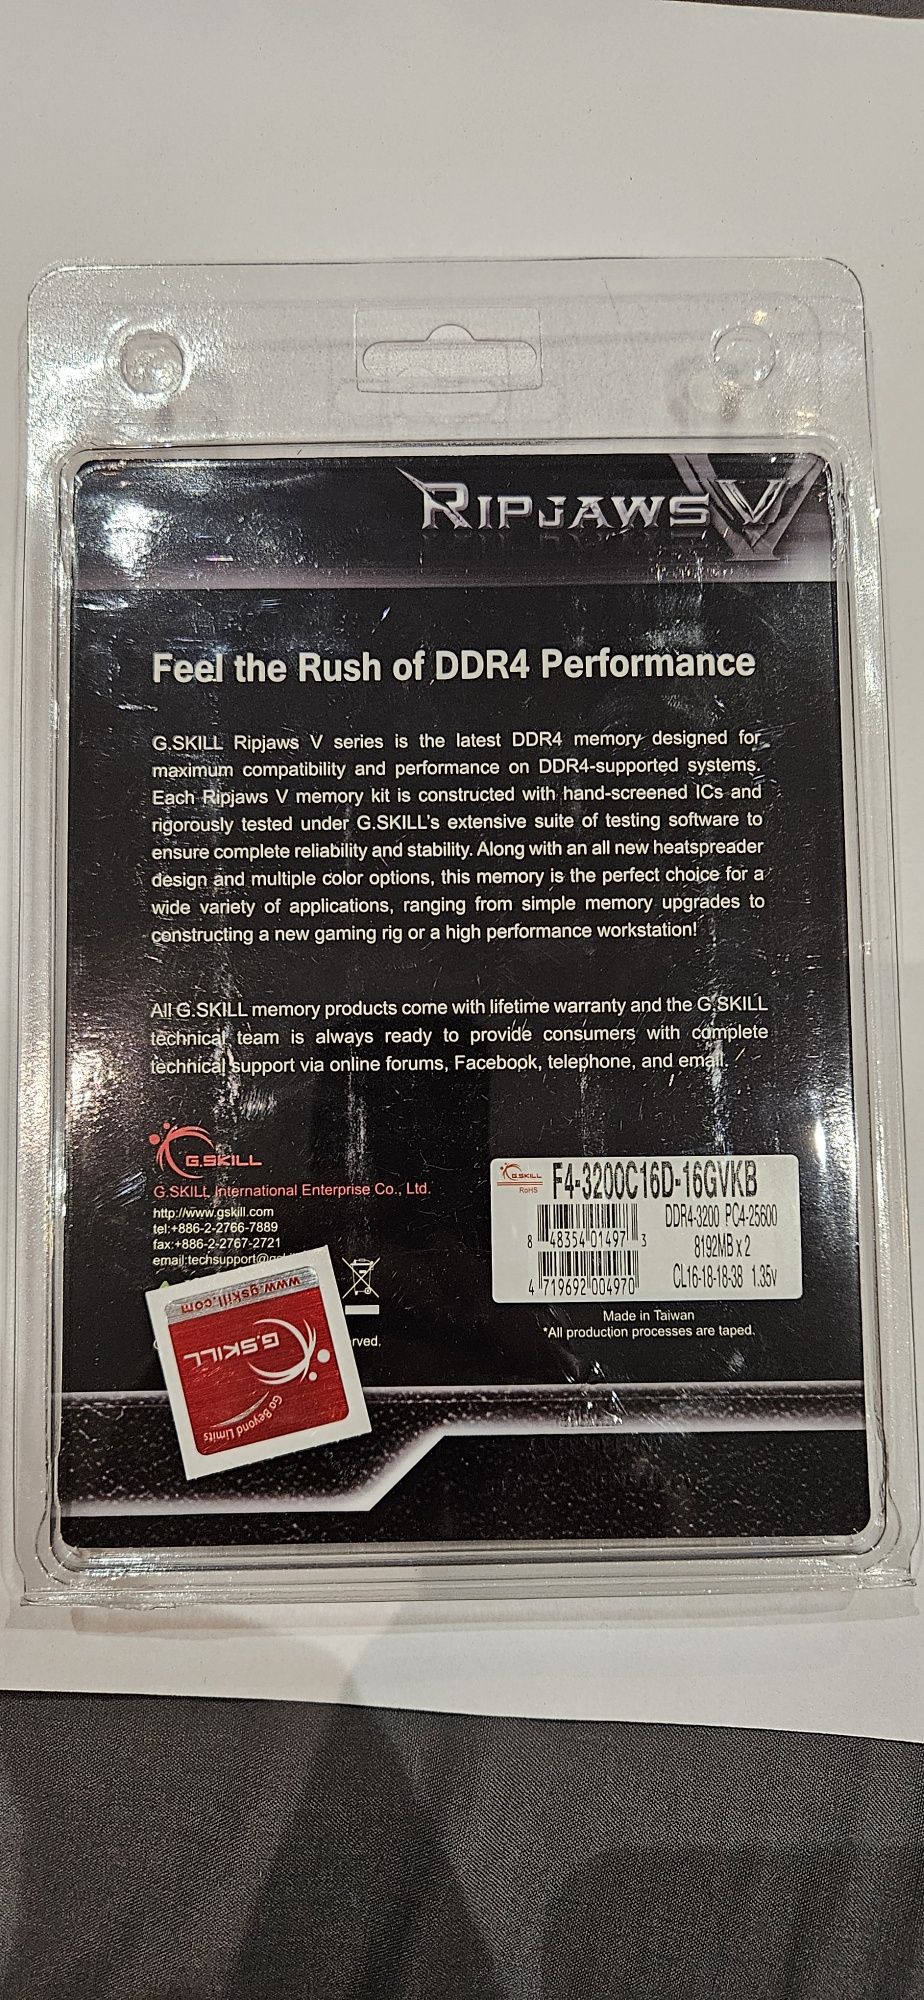 RIPJAWS V
Feel the Rush of DDR4 Performance
G.SKILL Ripjaws V series is the latest DDR4 memory designed for
maximum compatibility and performance on DDR4-supported systems.
Each Ripjaws V memory kit is constructed with hand-screened ICs and
rigorously tested under G.SKILL's extensive suite of testing software to
ensure complete reliability and stability. Along with an all new heatspreader
design and multiple color options, this memory is the perfect choice for a
wide variety of applications, ranging from simple memory upgrades to
constructing a new gaming rig or a high performance workstation!
All G.SKILL memory products come with lifetime warranty and the G.SKILL
technical team is always ready to provide consumers with complete
technical support via online forums, Facebook, telephone, and email.
G.SKILL
G.SKILL International Enterprise Co., Ltd.
http://www.gskill.com
tel:+886-2-2766-7889
fax:+886-2-2767-2721
email:techsupport@
www.gskill.com
G.SKILL
Go Beyond Limits
G.SKILL
RoHS
F4-3200C16D-16GVKB
DDR4-3200 PC4-25600
8 48354 01497 3
8192MB x 2
4 719692 004970
CL16-18-18-38 1.35v
Made in Taiwan
*All production processes are taped.